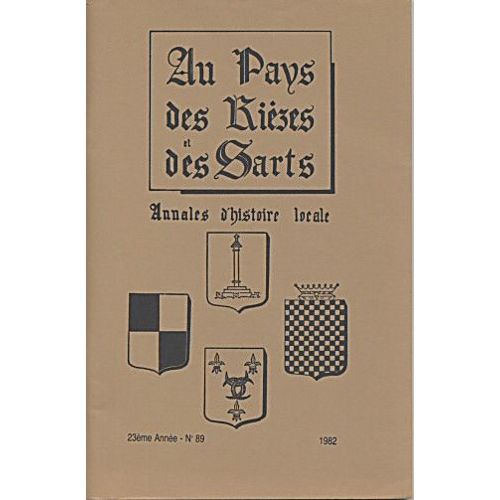 Au Pays
des Rièzes
et
des Sarts
Annales d'histoire locale
23ème Année - N° 89
1982